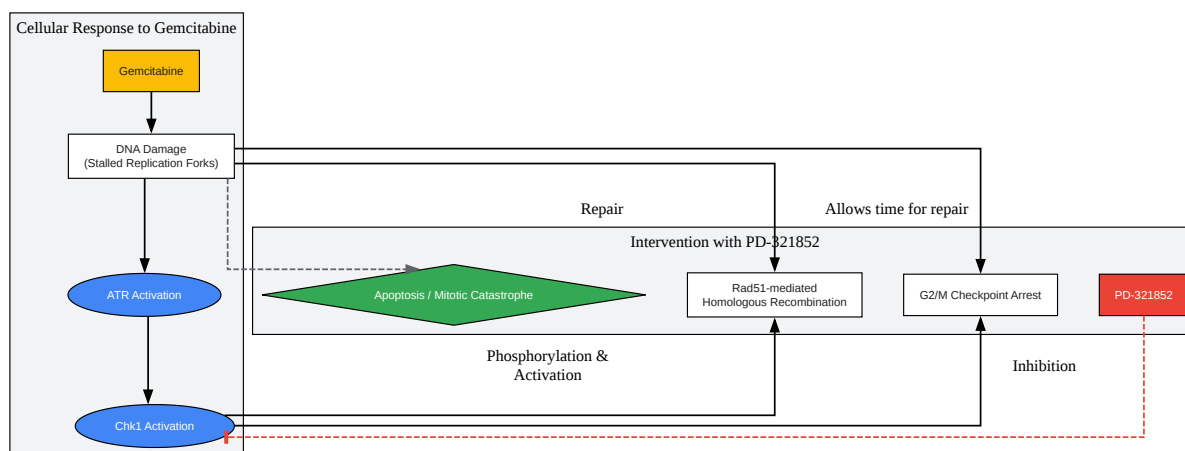 Cellular Response to Gemcitabine
Gemcitabine
DNA Damage
(Stalled Replication Forks)
Repair
Allows time for repair
Intervention with PD-321852
ATR Activation
Apoptosis / Mitotic Catastrophe
Rad51-mediated
Homologous Recombination
G2/M Checkpoint Arrest
PD-321852
Phosphorylation &
Activation
Inhibition
Chk1 Activation